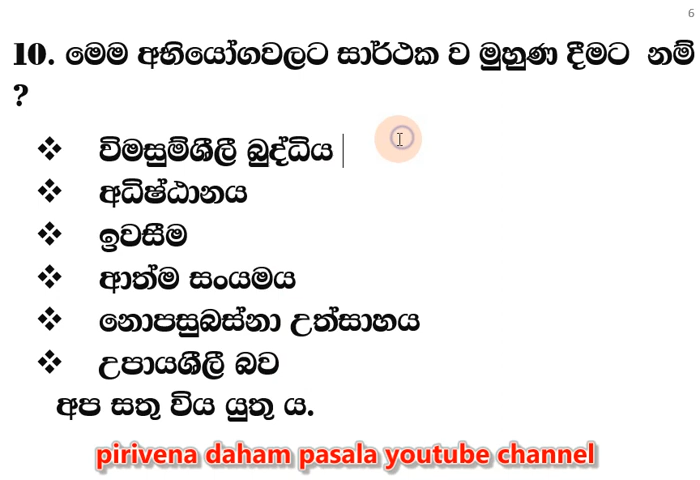 6
10. මෙම අභියෝගවලට සාර්ථක ව මුහුණ දීමට නම්
?
❖ විමසුම්ශීලී බුද්ධිය
❖ අධිෂ්ඨානය
❖ ඉවසීම
❖ ආත්ම සංයමය
❖ නොපසුබස්නා උත්සාහය
❖ උපායශීලී බව
අප සතු විය යුතු ය.
pirivena daham pasala youtube channel